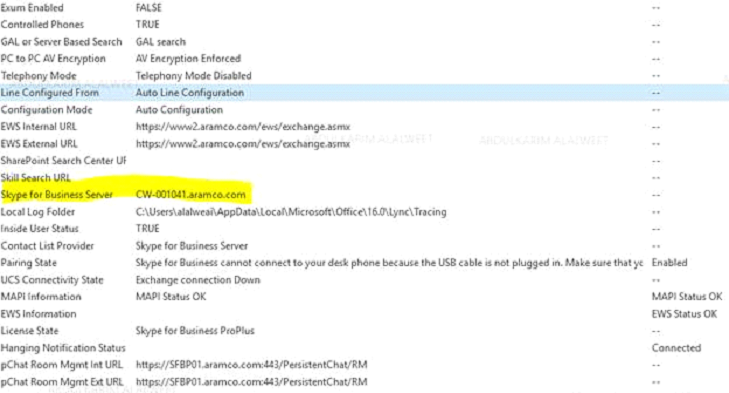 Exum Enabled FALSE --
Controlled Phones TRUE --
GAL or Server Based Search GAL search --
PC to PC AV Encryption AV Encryption Enforced --
Telephony Mode Telephony Mode Disabled --
Line Configured From Auto Line Configuration --
Configuration Mode Auto Configuration --
EWS Internal URL https://www2.aramco.com/ews/exchange.asmx --
EWS External URL https://www2.aramco.com/ews/exchange.asmx --
SharePoint Search Center UF --
Skill Search URL --
Skype for Business Server CW-001041.aramco.com --
Local Log Folder C:\Users\alalweai\AppData\Local\Microsoft\Office\16.0\Lync\Tracing --
Inside User Status TRUE --
Contact List Provider Skype for Business Server --
Pairing State Skype for Business cannot connect to your desk phone because the USB cable is not plugged in. Make sure that yc Enabled
UCS Connectivity State Exchange connection Down --
MAPI Information MAPI Status OK MAPI Status OK
EWS Information EWS Status OK
License State Skype for Business ProPlus --
Hanging Notification Status Connected
pChat Room Mgmt Int URL https://SFBP01.aramco.com:443/PersistentChat/RM --
pChat Room Mgmt Ext URL https://SFBP01.aramco.com:443/PersistentChat/RM --